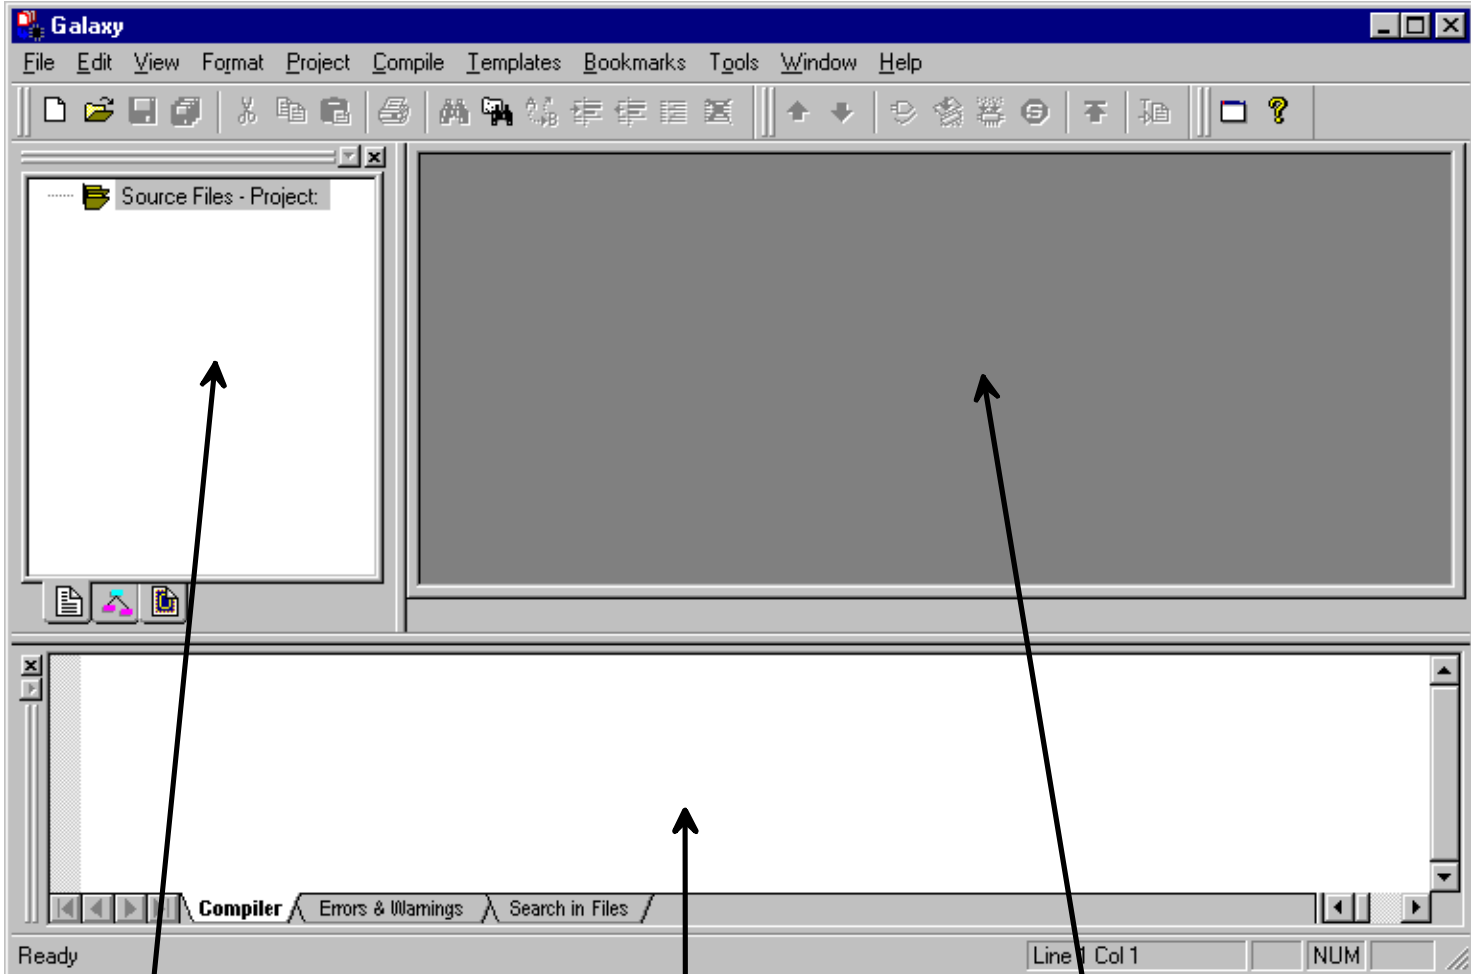 Galaxy
File Edit View Format Project Compile Templates Bookmarks Tools Window Help
Source Files - Project:
Compiler Errors & Warnings Search in Files
Ready Line 1 Col 1 NUM